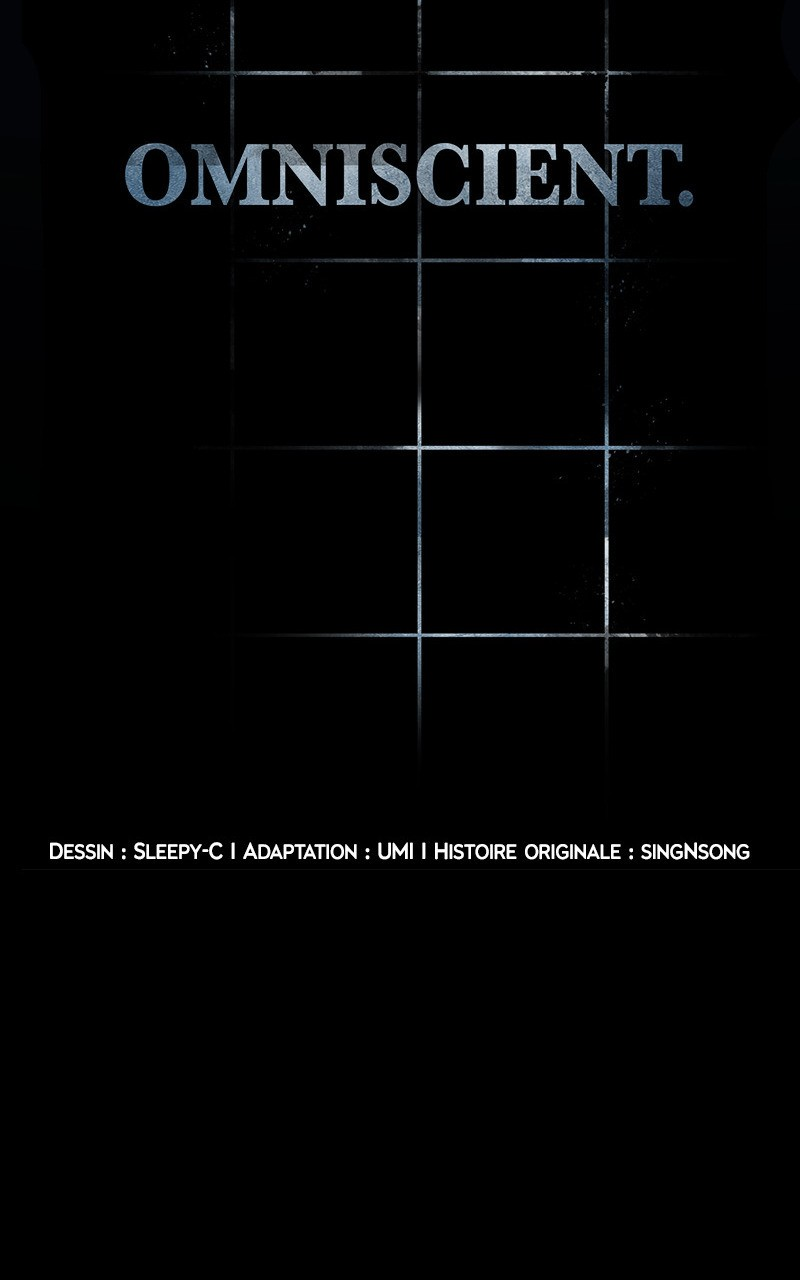 OMNISCIENT.
DESSIN : SLEEPY-C | ADAPTATION : UMI | HISTOIRE ORIGINALE : SINGNSONG